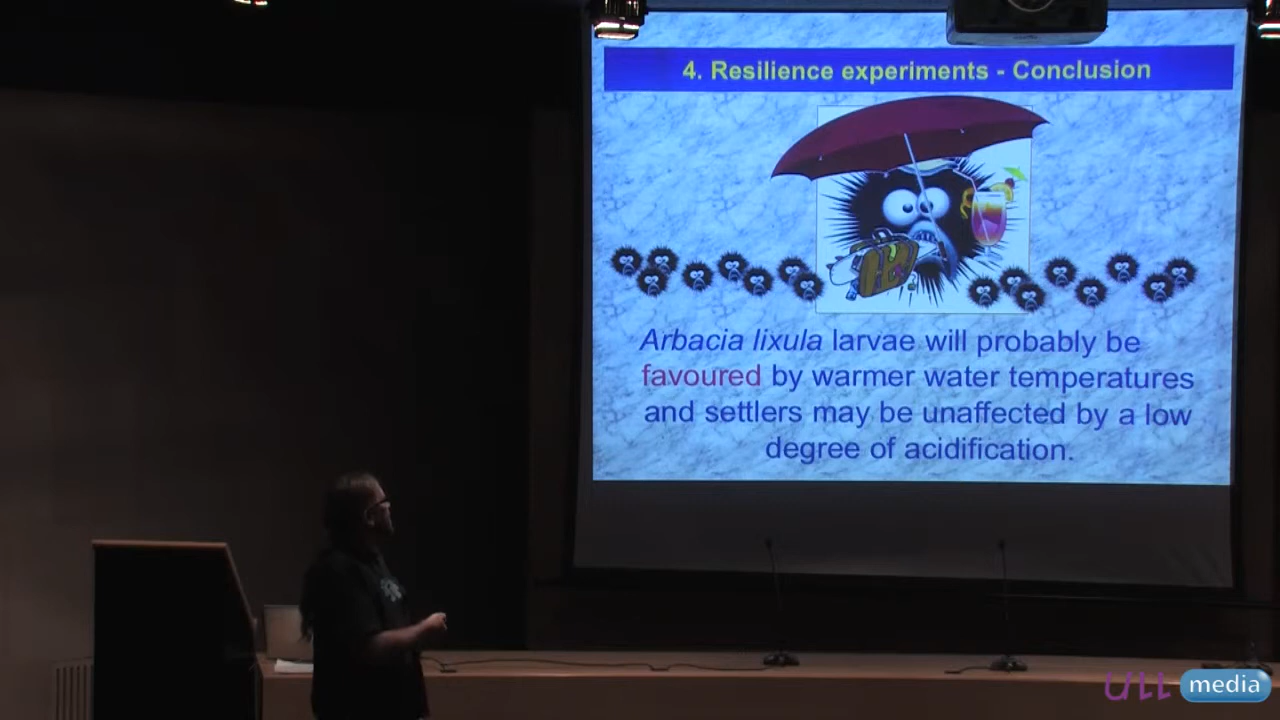 4. Resilience experiments - Conclusion
Arbacia lixula larvae will probably be
favoured by warmer water temperatures
and settlers may be unaffected by a low
degree of acidification.
ULL media